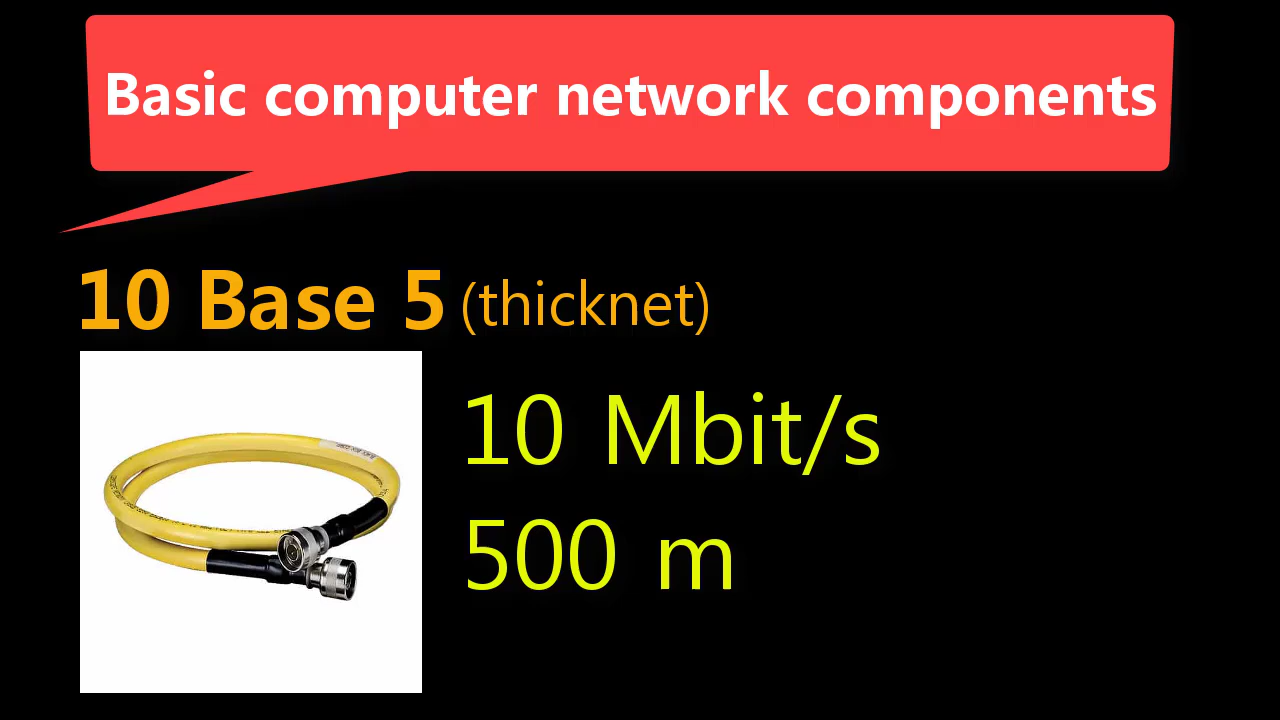 Basic computer network components
10 Base 5 (thicknet)
10 Mbit/s
500 m